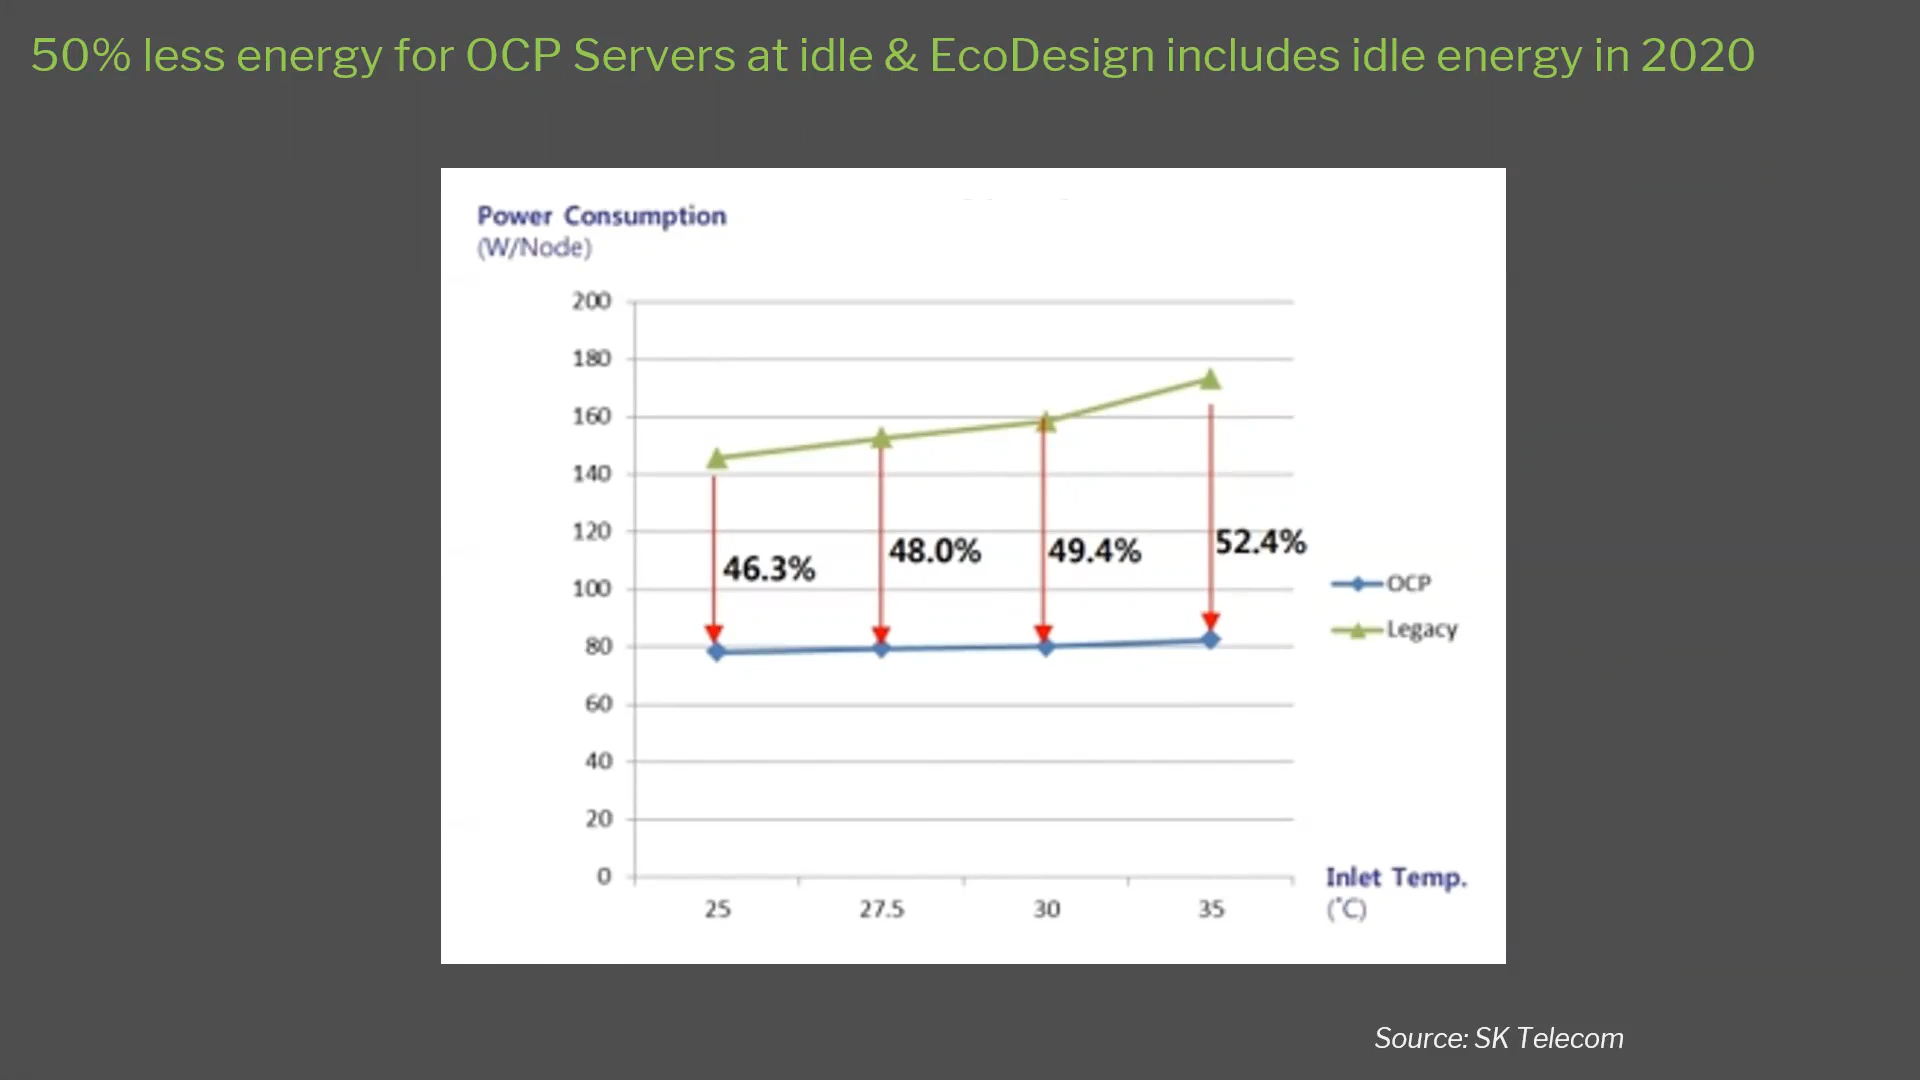 50% less energy for OCP Servers at idle & EcoDesign includes idle energy in 2020
Power Consumption
(W/Node)
200
180
160
140
120
100
80
60
40
20
0
46.3%
48.0%
49.4%
52.4%
OCP
Legacy
25
27.5
30
35
Inlet Temp.
(˚C)
Source: SK Telecom